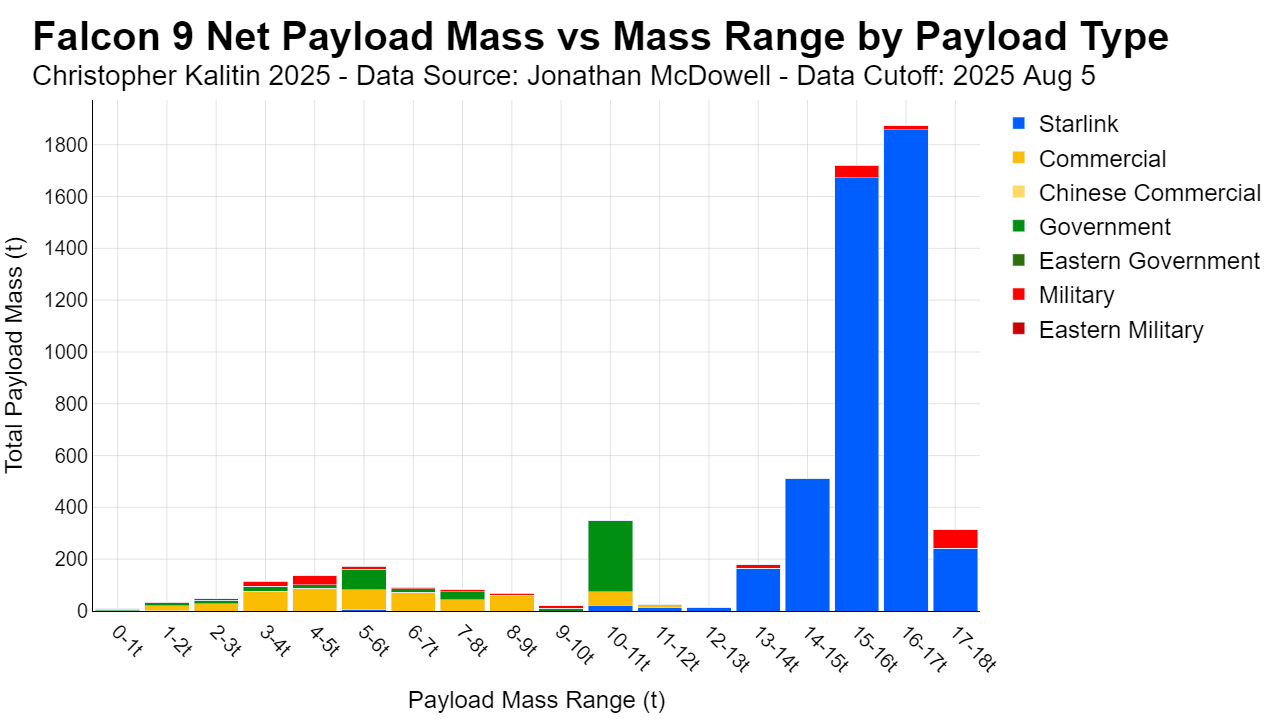 Falcon 9 Net Payload Mass vs Mass Range by Payload Type
Christopher Kalitin 2025 - Data Source: Jonathan McDowell - Data Cutoff: 2025 Aug 5
Starlink
Commercial
Chinese Commercial
Government
Eastern Government
Military
Eastern Military
Total Payload Mass (t)
1800
1600
1400
1200
1000
800
600
400
200
0
0-1t
1-2t
2-3t
3-4t
4-5t
5-6t
6-7t
7-8t
8-9t
9-10t
10-11t
11-12t
12-13t
13-14t
14-15t
15-16t
16-17t
17-18t
Payload Mass Range (t)